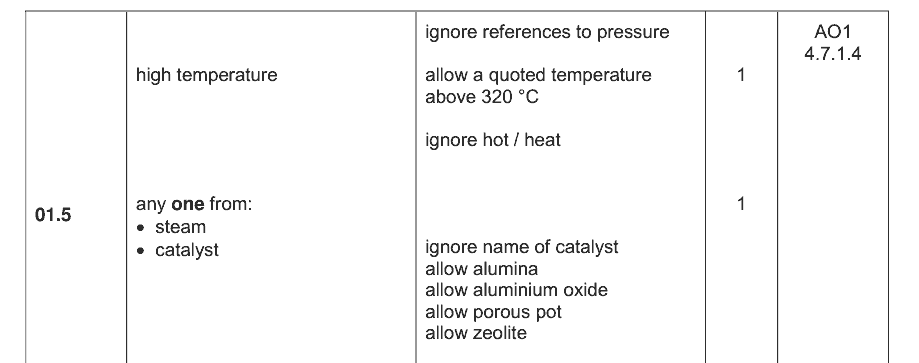 ignore references to pressure
AO1
4.7.1.4
high temperature
allow a quoted temperature
above 320 °C
1
ignore hot / heat
01.5
any one from:
• steam
• catalyst
1
ignore name of catalyst
allow alumina
allow aluminium oxide
allow porous pot
allow zeolite